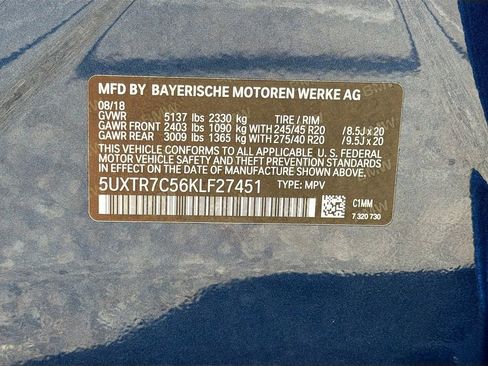 MFD BY BAYERISCHE MOTOREN WERKE AG
08/18
GVWR 5137 lbs 2330 kg TIRE / RIM
GAWR FRONT 2403 lbs 1090 kg WITH 245/45 R20 /8.5J x 20
GAWR REAR 3009 lbs 1365 kg WITH 275/40 R20 /9.5J x 20
THIS VEHICLE CONFORMS TO ALL APPLICABLE U.S. FEDERAL
MOTOR VEHICLE SAFETY, BUMPER, AND THEFT PREVENTION STANDARDS
IN EFFECT ON THE DATE OF MANUFACTURE SHOWN ABOVE.
5UXTR7C56KLF27451 TYPE: MPV
C1MM
7 320 730